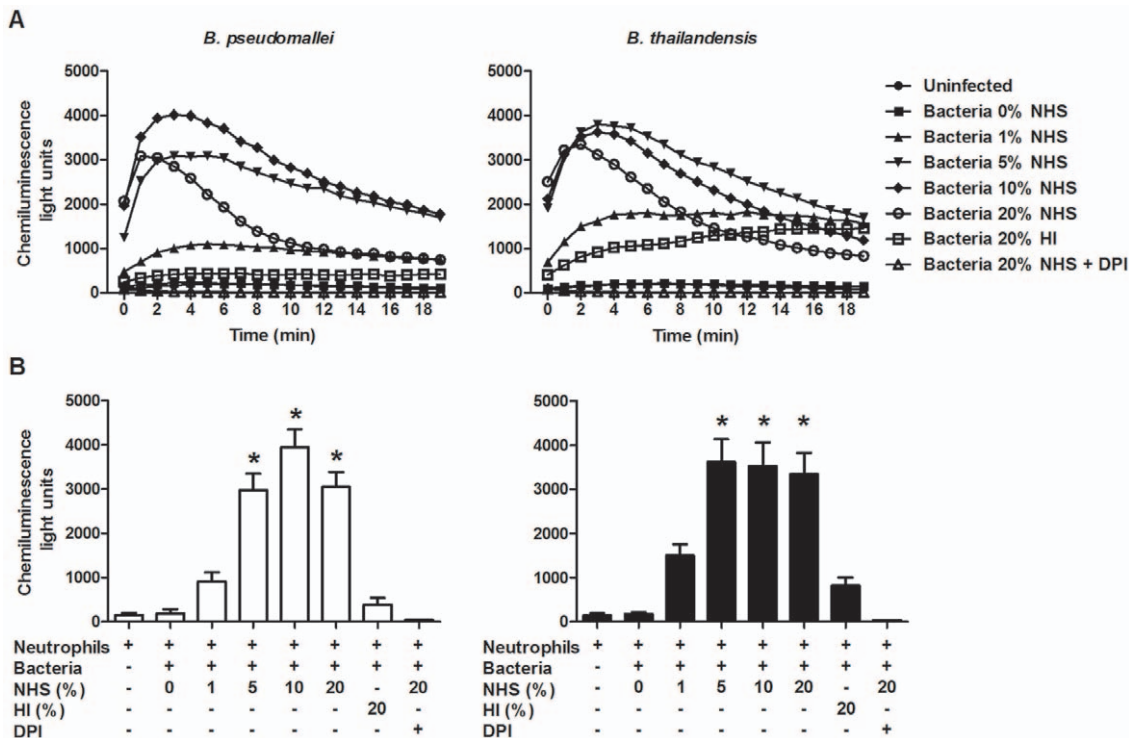 A
B. pseudomallei
B. thailandensis
Chemiluminescence
light units
5000
4000
3000
2000
1000
0
0 2 4 6 8 10 12 14 16 18
Time (min)
5000
4000
3000
2000
1000
0
0 2 4 6 8 10 12 14 16 18
Time (min)
Uninfected
Bacteria 0% NHS
Bacteria 1% NHS
Bacteria 5% NHS
Bacteria 10% NHS
Bacteria 20% NHS
Bacteria 20% HI
Bacteria 20% NHS + DPI
B
Chemiluminescence
light units
5000
4000
3000
2000
1000
0
* * *
Neutrophils + + + + + + + +
Bacteria - + + + + + + +
NHS (%) - 0 1 5 10 20 - 20
HI (%) - - - - - - 20 -
DPI - - - - - - - +
5000
4000
3000
2000
1000
0
* * *
+ + + + + + + +
- + + + + + + +
- 0 1 5 10 20 - 20
- - - - - - 20 -
- - - - - - - +